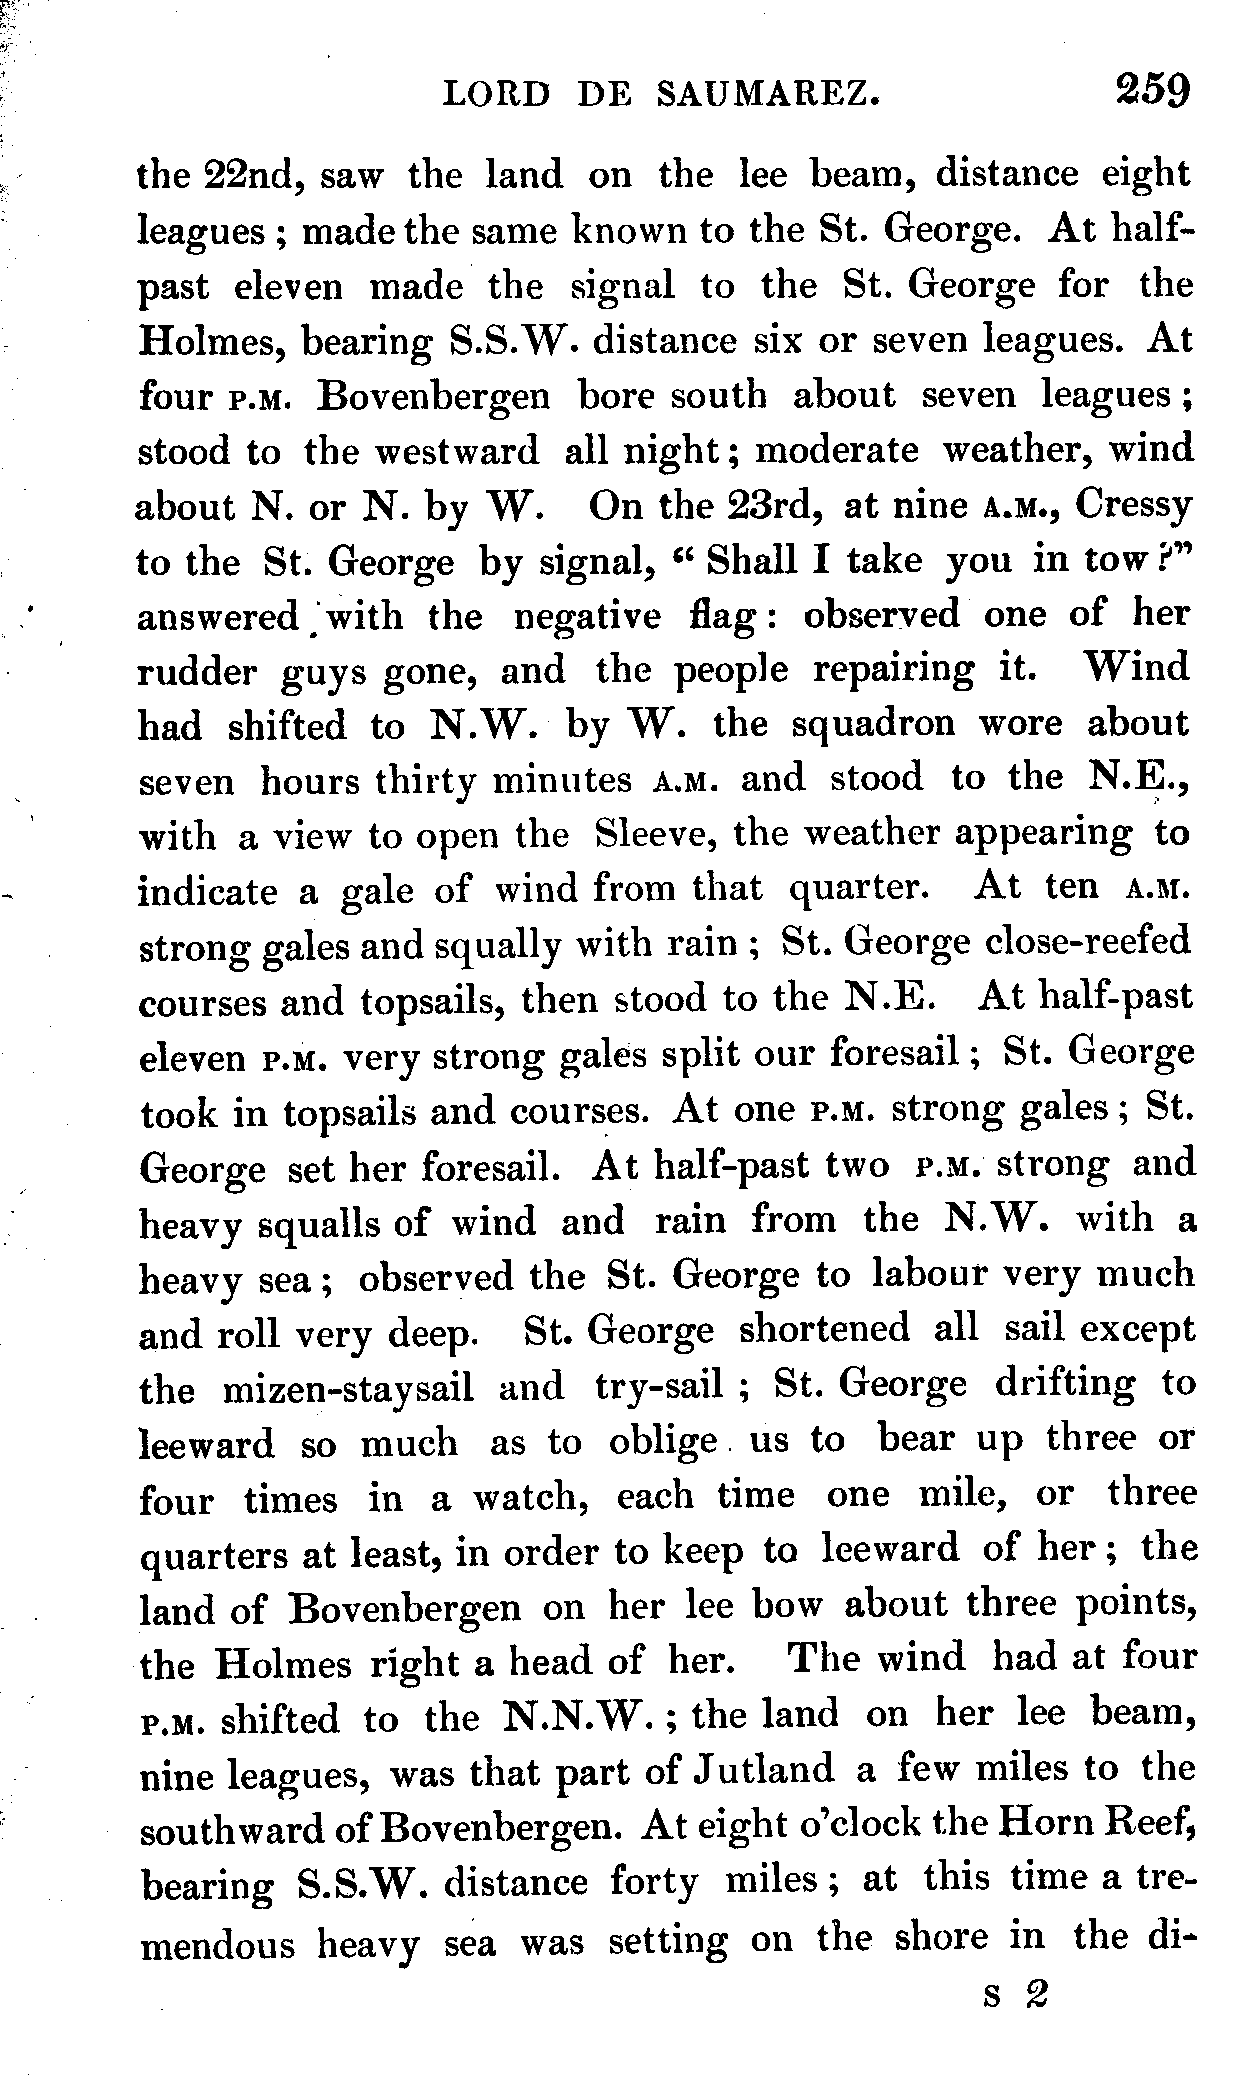 LORD DE SAUMAREZ. 259
the 22nd, saw the land on the lee beam, distance eight
leagues ; made the same known to the St. George. At half-
past eleven made the signal to the St. George for the
Holmes, bearing S.S.W. distance six or seven leagues. At
four P.M. Bovenbergen bore south about seven leagues ;
stood to the westward all night ; moderate weather, wind
about N. or N. by W. On the 23rd, at nine A.M., Cressy
to the St. George by signal, “ Shall I take you in tow ?”
answered with the negative flag : observed one of her
rudder guys gone, and the people repairing it. Wind
had shifted to N.W. by W. the squadron wore about
seven hours thirty minutes A.M. and stood to the N.E.,
with a view to open the Sleeve, the weather appearing to
indicate a gale of wind from that quarter. At ten A.M.
strong gales and squally with rain ; St. George close-reefed
courses and topsails, then stood to the N.E. At half-past
eleven P.M. very strong gales split our foresail ; St. George
took in topsails and courses. At one P.M. strong gales ; St.
George set her foresail. At half-past two P.M. strong and
heavy squalls of wind and rain from the N.W. with a
heavy sea ; observed the St. George to labour very much
and roll very deep. St. George shortened all sail except
the mizen-staysail and try-sail ; St. George drifting to
leeward so much as to oblige us to bear up three or
four times in a watch, each time one mile, or three
quarters at least, in order to keep to leeward of her ; the
land of Bovenbergen on her lee bow about three points,
the Holmes right a head of her. The wind had at four
P.M. shifted to the N.N.W. ; the land on her lee beam,
nine leagues, was that part of Jutland a few miles to the
southward of Bovenbergen. At eight o’clock the Horn Reef,
bearing S.S.W. distance forty miles ; at this time a tre-
mendous heavy sea was setting on the shore in the di-
S 2